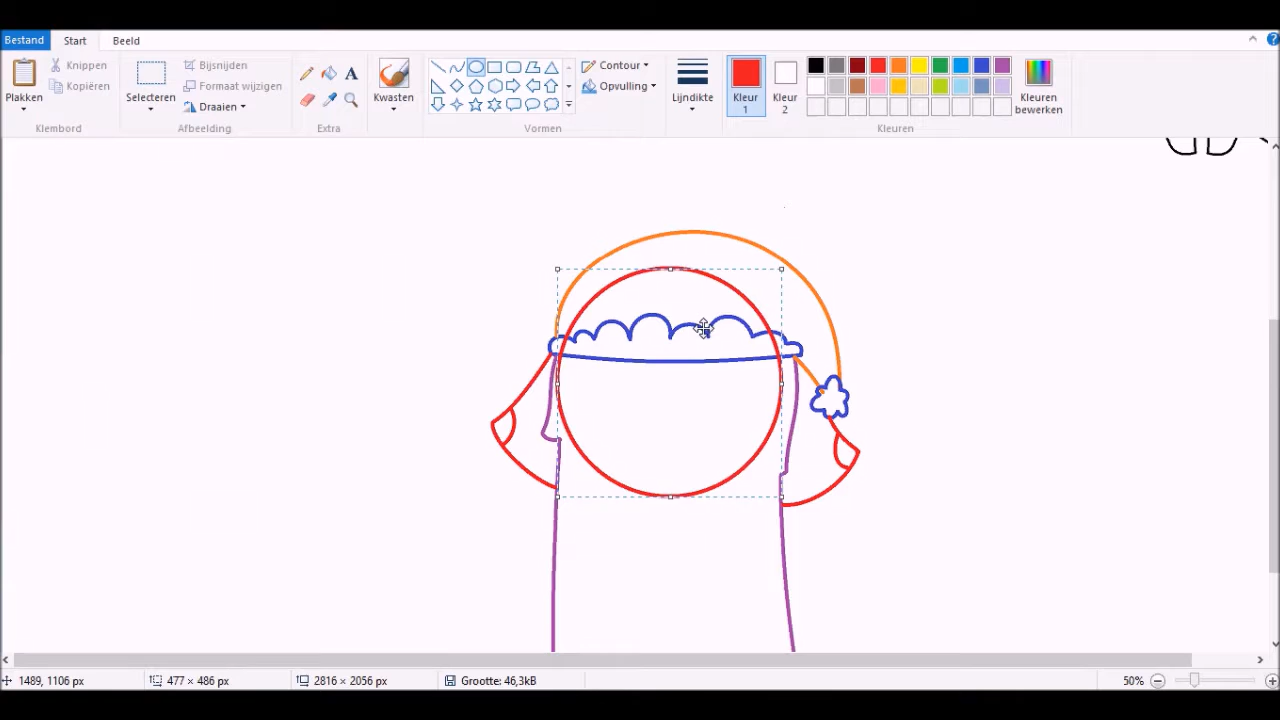 Bestand Start Beeld
Plakken
Knippen
Kopiëren
Klembord
Selecteren
Bijsnijden
Formaat wijzigen
Draaien
Afbeelding
A
Extra
Kwasten
Contour
Opvulling
Vormen
Lijndikte
Kleur
1
Kleur
2
Kleuren
bewerken
Kleuren
1489, 1106 px 477 × 486 px 2816 × 2056 px Grootte: 46,3kB 50%